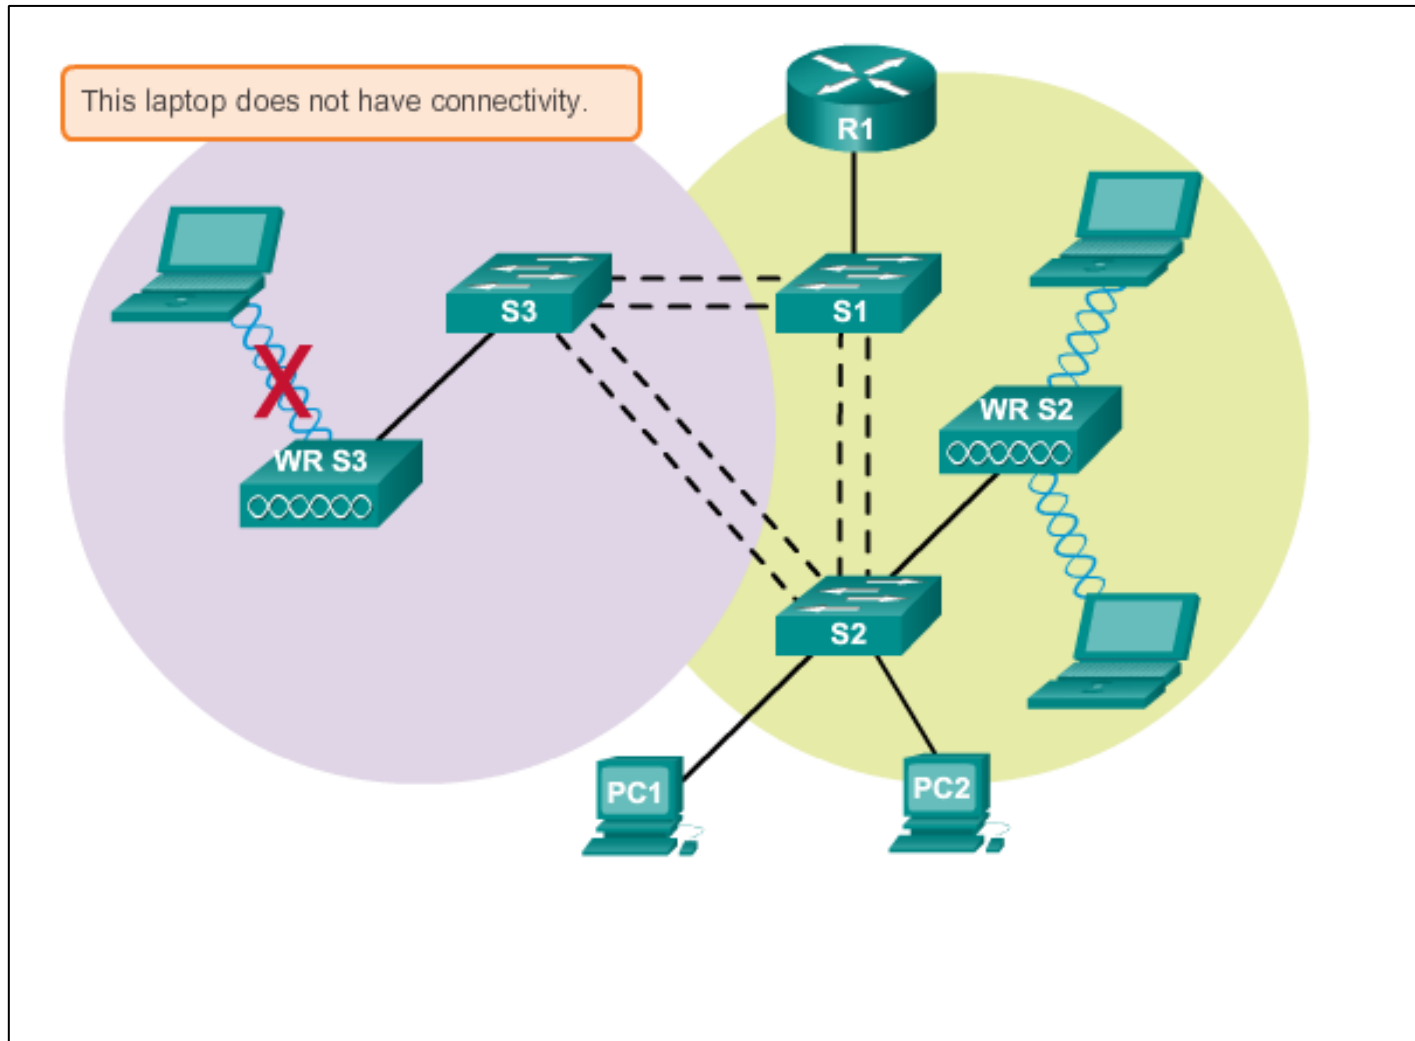 This laptop does not have connectivity.
R1
S3
S1
WR S2
WR S3
S2
PC1
PC2